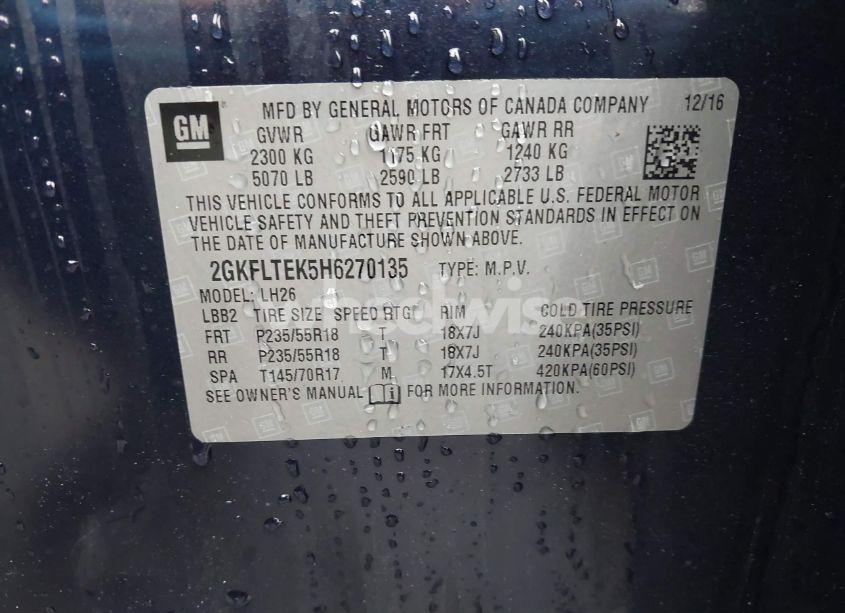 GM MFD BY GENERAL MOTORS OF CANADA COMPANY 12/16
GVWR GAWR FRT GAWR RR
2300 KG 1175 KG 1240 KG
5070 LB 2590 LB 2733 LB
THIS VEHICLE CONFORMS TO ALL APPLICABLE U.S. FEDERAL MOTOR
VEHICLE SAFETY AND THEFT PREVENTION STANDARDS IN EFFECT ON
THE DATE OF MANUFACTURE SHOWN ABOVE.
2GKFLTEK5H6270135 TYPE: M.P.V.
MODEL: LH26
LBB2 TIRE SIZE SPEED RTG RIM COLD TIRE PRESSURE
FRT P235/55R18 T 18X7J 240KPA(35PSI)
RR P235/55R18 T 18X7J 240KPA(35PSI)
SPA T145/70R17 M 17X4.5T 420KPA(60PSI)
SEE OWNER'S MANUAL FOR MORE INFORMATION.